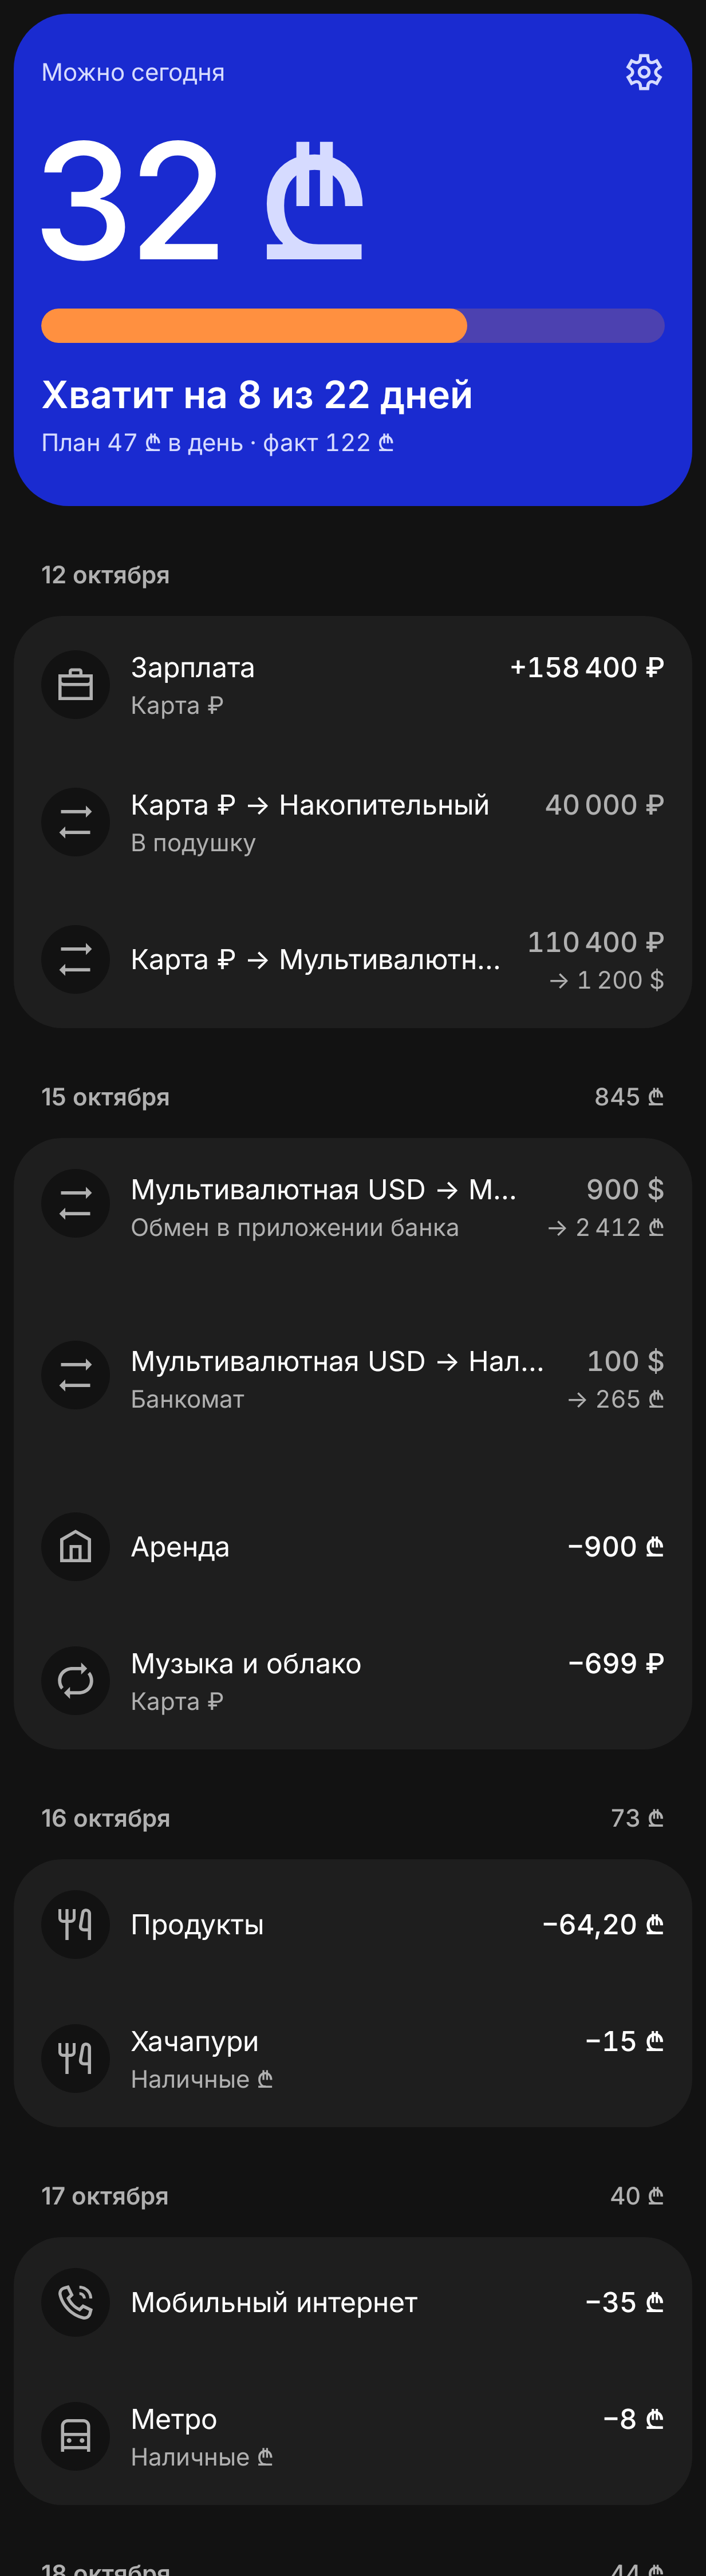 Можно сегодня
32 ₾
Хватит на 8 из 22 дней
План 47 ₾ в день · факт 122 ₾
12 октября
Зарплата +158 400 ₽
Карта ₽
Карта ₽ → Накопительный 40 000 ₽
В подушку
Карта ₽ → Мультивалютн... 110 400 ₽
→ 1 200 $
15 октября 845 ₾
Мультивалютная USD → М... 900 $
Обмен в приложении банка → 2 412 ₾
Мультивалютная USD → Нал... 100 $
Банкомат → 265 ₾
Аренда −900 ₾
Музыка и облако −699 ₽
Карта ₽
16 октября 73 ₾
Продукты −64,20 ₾
Хачапури −15 ₾
Наличные ₾
17 октября 40 ₾
Мобильный интернет −35 ₾
Метро −8 ₾
Наличные ₾
18 октября 44 ₾